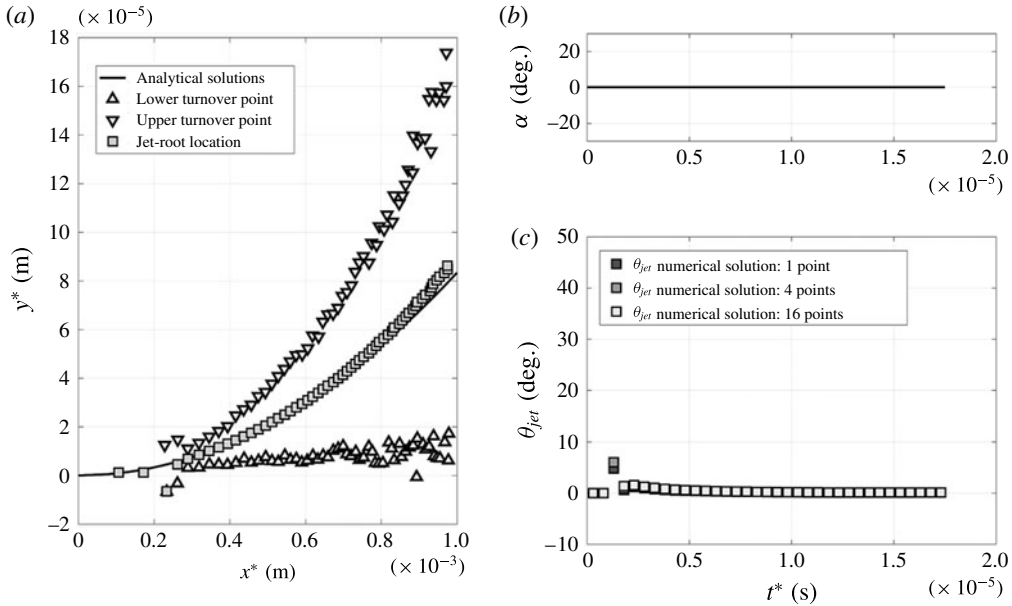 (a)
(× 10⁻⁵)
18
16
14
12
10
8
6
4
2
0
−2
y* (m)
Analytical solutions
Lower turnover point
Upper turnover point
Jet-root location
0
0.2
0.4
0.6
0.8
1.0
x* (m)
(× 10⁻³)
(b)
20
0
−20
α (deg.)
0
0.5
1.0
1.5
2.0
(× 10⁻⁵)
(c)
50
40
30
20
10
0
−10
θjet (deg.)
θjet numerical solution: 1 point
θjet numerical solution: 4 points
θjet numerical solution: 16 points
0
0.5
1.0
1.5
2.0
t* (s)
(× 10⁻⁵)